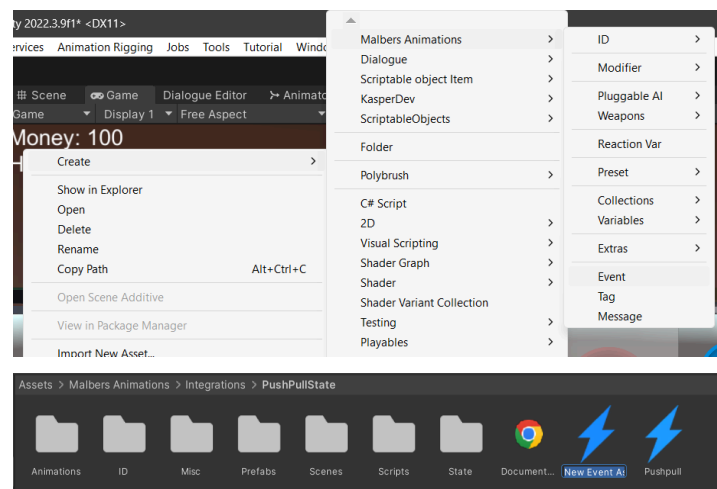 ty 2022.3.9f1* <DX11>
ervices Animation Rigging Jobs Tools Tutorial Windo
Scene Game Dialogue Editor Animato
Game Display 1 Free Aspect
Money: 100
H
Create
Show in Explorer
Open
Delete
Rename
Copy Path Alt+Ctrl+C
Open Scene Additive
View in Package Manager
Import New Asset...
Malbers Animations
Dialogue
Scriptable object Item
KasperDev
ScriptableObjects
Folder
Polybrush
C# Script
2D
Visual Scripting
Shader Graph
Shader
Shader Variant Collection
Testing
Playables
ID
Modifier
Pluggable AI
Weapons
Reaction Var
Preset
Collections
Variables
Extras
Event
Tag
Message
Assets > Malbers Animations > Integrations > PushPullState
Animations ID Misc Prefabs Scenes Scripts State Document... New Event As Pushpull